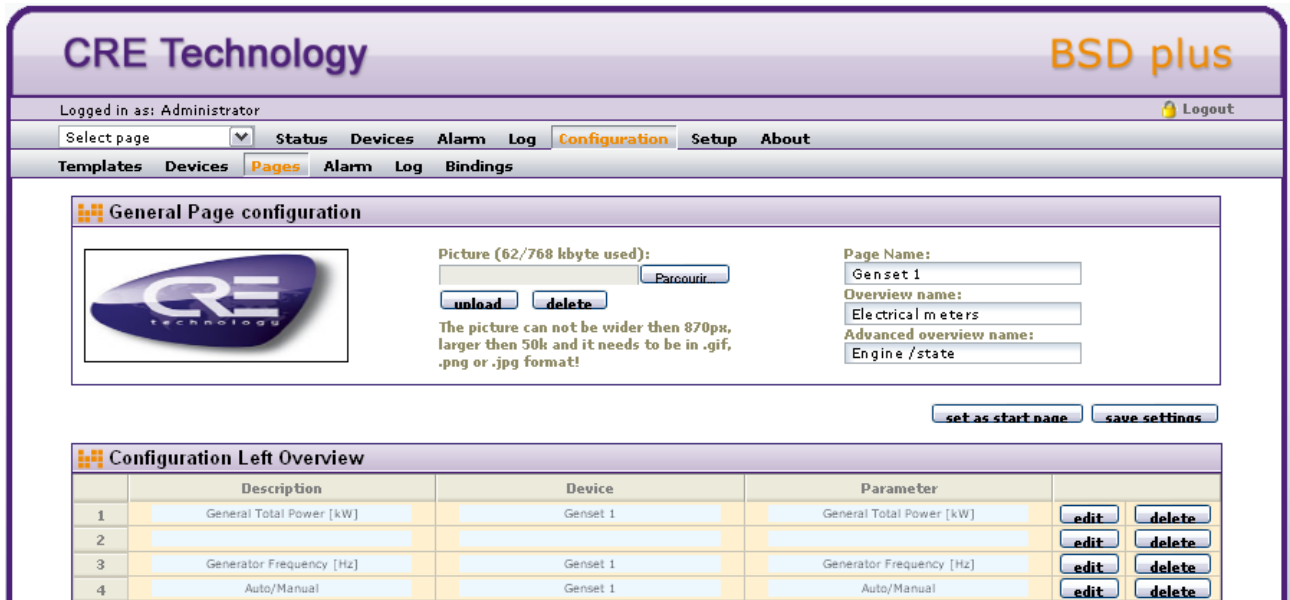 CRE Technology
BSD plus
Logged in as: Administrator
Logout
Select page Status Devices Alarm Log Configuration Setup About
Templates Devices Pages Alarm Log Bindings
General Page configuration
CRE
technology
Picture (62/768 kbyte used):
Parcourir...
upload delete
The picture can not be wider then 870px,
larger then 50k and it needs to be in .gif,
.png or .jpg format!
Page Name:
Genset 1
Overview name:
Electrical meters
Advanced overview name:
Engine / state
set as start page save settings
Configuration Left Overview
Description Device Parameter
1 General Total Power [kW] Genset 1 General Total Power [kW] edit delete
2 edit delete
3 Generator Frequency [Hz] Genset 1 Generator Frequency [Hz] edit delete
4 Auto/Manual Genset 1 Auto/Manual edit delete